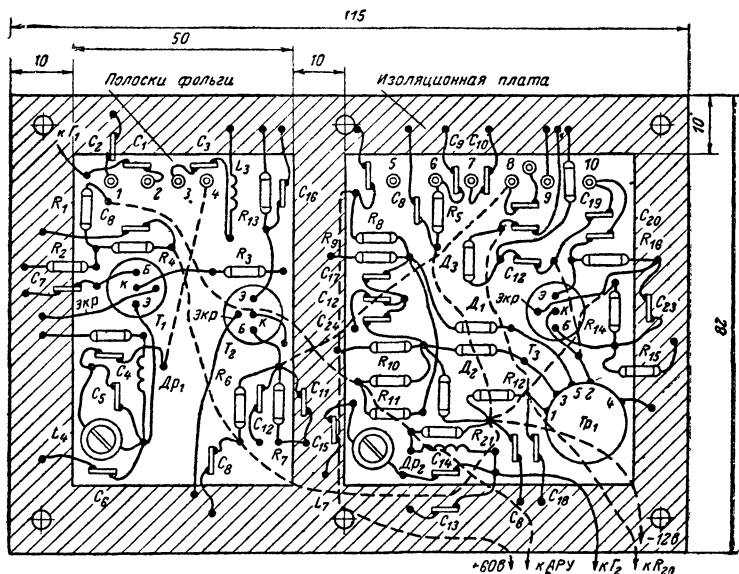 115
50
10
10
Полоски фольги
Изоляционная плата
10
к Г₁
C₂
C₁
C₃
L₃
R₁₃
C₁₆
C₉
C₁₀
5
6
7
8
9
10
1
2
3
4
R₁
C₈
R₂
R₄
R₃
C₇
Экр
Б
К
Э
T₁
Экр
Э
К
Б
T₂
C₄
C₅
Др₁
L₄
C₆
R₆
C₈
C₁₂
R₇
C₁₁
C₁₅
L₇
R₈
C₈
R₅
R₉
C₁₇
C₁₂
C₂₄
Д₃
C₁₂
C₁₉
C₂₀
R₁₆
Д₁
Экр
Э
К
Б
R₁₄
C₂₃
R₁₅
R₁₀
R₁₁
Д₂
T₃
R₁₂
1
3
5
2
4
Тр₁
R₂₁
Др₂
C₁₄
C₁₃
C₈
C₁₈
82
+60в
к АРУ
к Г₂
к R₂₀
−12в